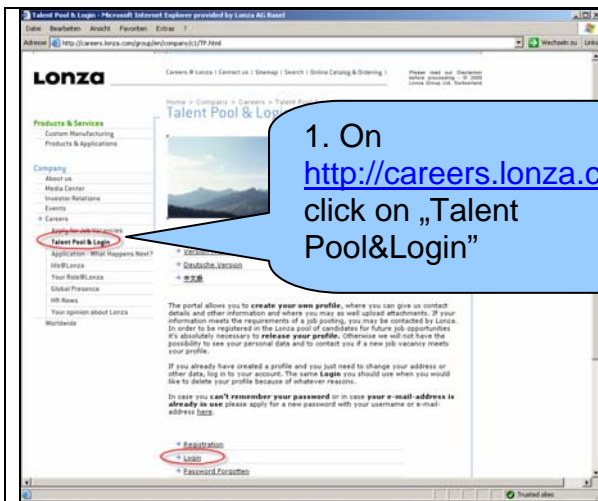 Talent Pool & Login - Microsoft Internet Explorer provided by Lonza AG Basel
Datei Bearbeiten Ansicht Favoriten Extras ?
Adresse http://careers.lonza.com/group/en/company/c1/TP.html Wechseln zu Links
Lonza
Careers @ Lonza | Contact us | Sitemap | Search | Online Catalog & Ordering |
Please read our Disclaimer
before proceeding - © 2005
Lonza Group Ltd, Switzerland
Home > Company > Careers > Talent
Talent Pool & Log
Products & Services
Custom Manufacturing
Products & Applications
Company
About us
Media Center
Investor Relations
Events
Careers
Apply for Job Vacancies
Talent Pool & Login
Application - What Happens Next?
life@Lonza
Your Role@Lonza
Global Presence
HR News
Your opinion about Lonza
Worldwide
1. On
http://careers.lonza.c
click on „Talent
Pool&Login”
Version
Deutsche Version
中文版
The portal allows you to create your own profile, where you can give us contact
details and other information and where you may as well upload attachments. If your
information meets the requirements of a job posting, you may be contacted by Lonza.
In order to be registered in the Lonza pool of candidates for future job opportunities
it's absolutely necessary to release your profile. Otherwise we will not have the
possibility to see your personal data and to contact you if a new job vacancy meets
your profile.
If you already have created a profile and you just need to change your address or
other data, log in to your account. The same Login you should use when you would
like to delete your profile because of whatever reasons.
In case you can't remember your password or in case your e-mail-address is
already in use please apply for a new password with your username or e-mail-
address here.
Registration
Login
Password Forgotten
Trusted sites